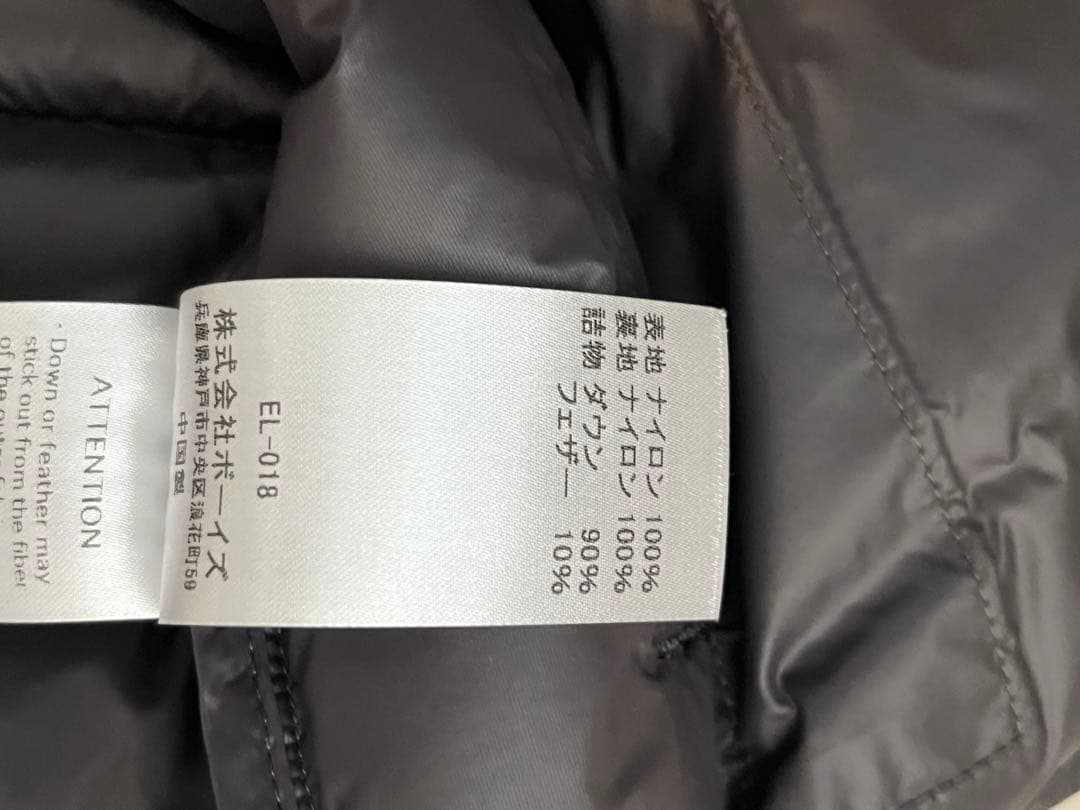 表地 ナイロン 100%
裏地 ナイロン 100%
詰物 ダウン 90%
フェザー 10%
EL-018
株式会社ボーイズ
兵庫県神戸市中央区浪花町59
中国製
ATTENTION
・Down or feather may
stick out from the fiber
of the